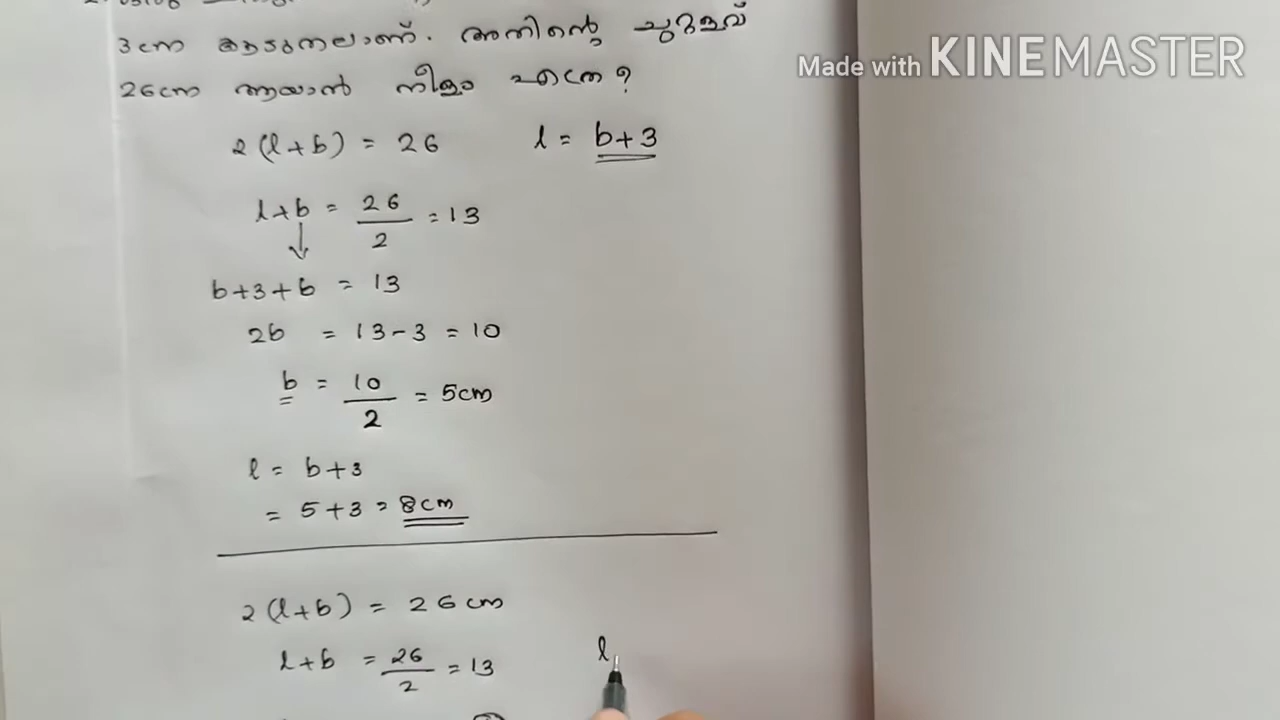 3cm കൂടുതലാണ്. അതിന്റെ ചുറ്റളവ്
Made with KINEMASTER
26cm ആയാൽ നീളം എത്ര?
2(l+b) = 26 l = b+3
l+b = 26/2 = 13
b+3+b = 13
2b = 13-3 = 10
b = 10/2 = 5cm
l = b+3
= 5+3 = 8cm
2(l+b) = 26cm
l+b = 26/2 = 13 l